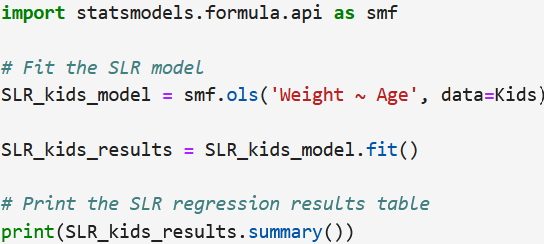 import statsmodels.formula.api as smf
# Fit the SLR model
SLR_kids_model = smf.ols('Weight ~ Age', data=Kids)
SLR_kids_results = SLR_kids_model.fit()
# Print the SLR regression results table
print(SLR_kids_results.summary())